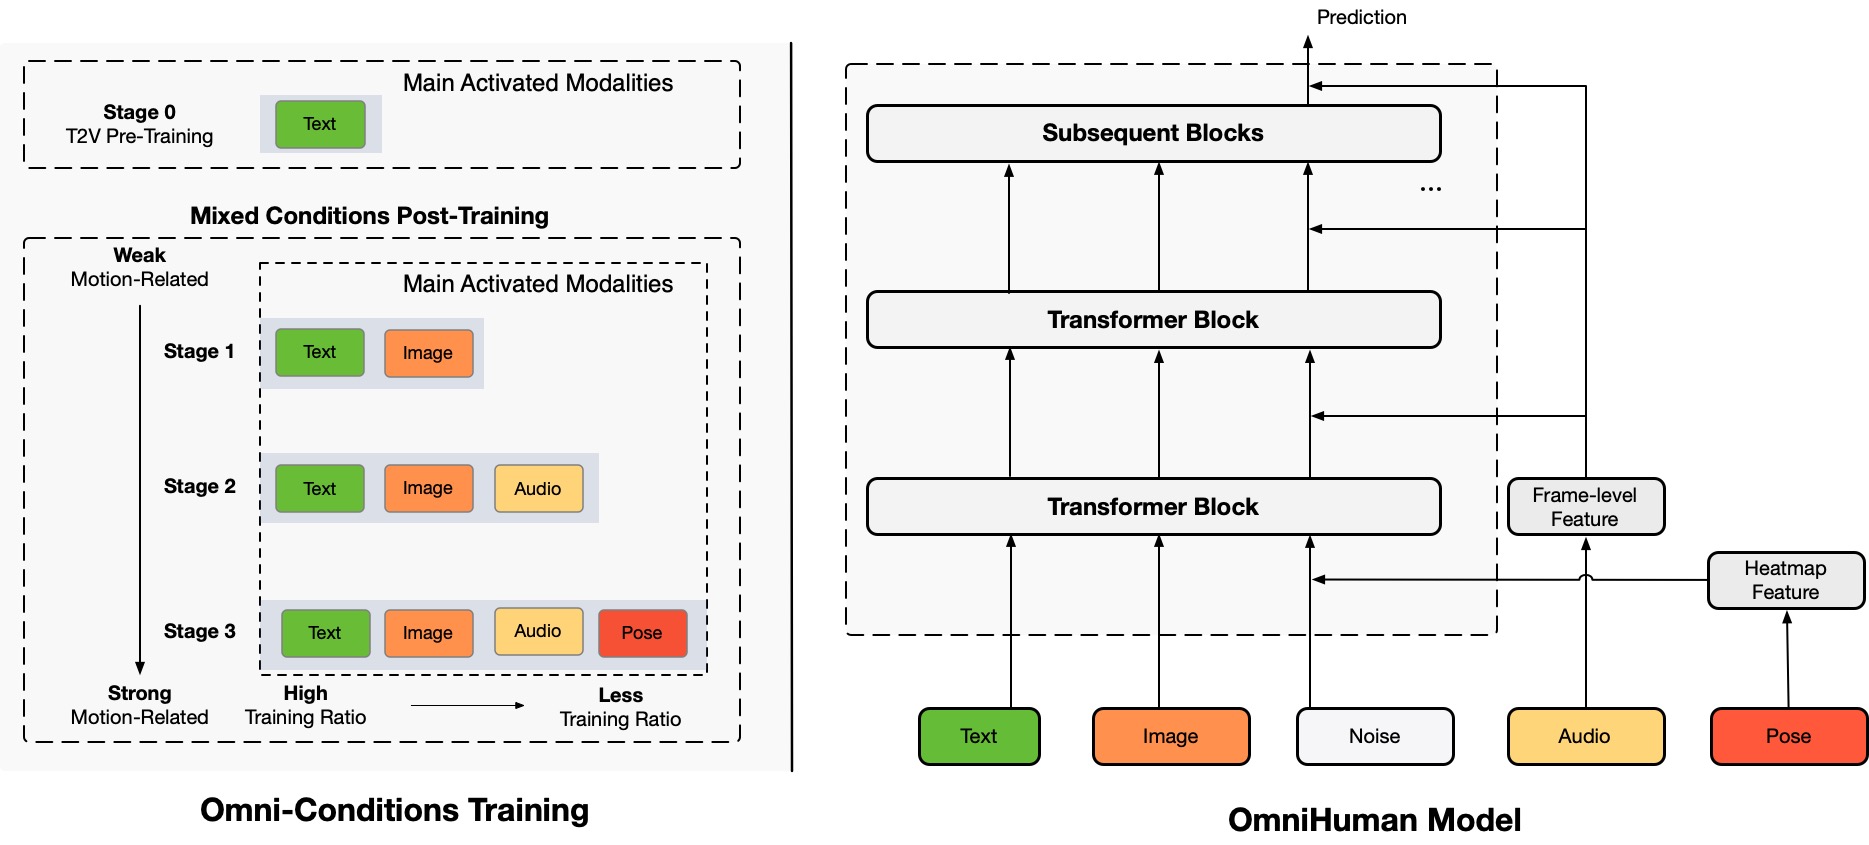 Main Activated Modalities
Stage 0
T2V Pre-Training
Text
Mixed Conditions Post-Training
Weak
Motion-Related
Main Activated Modalities
Stage 1
Text
Image
Stage 2
Text
Image
Audio
Stage 3
Text
Image
Audio
Pose
Strong
Motion-Related
High
Training Ratio
Less
Training Ratio
Omni-Conditions Training
Prediction
Subsequent Blocks
...
Transformer Block
Transformer Block
Frame-level
Feature
Heatmap
Feature
Text
Image
Noise
Audio
Pose
OmniHuman Model